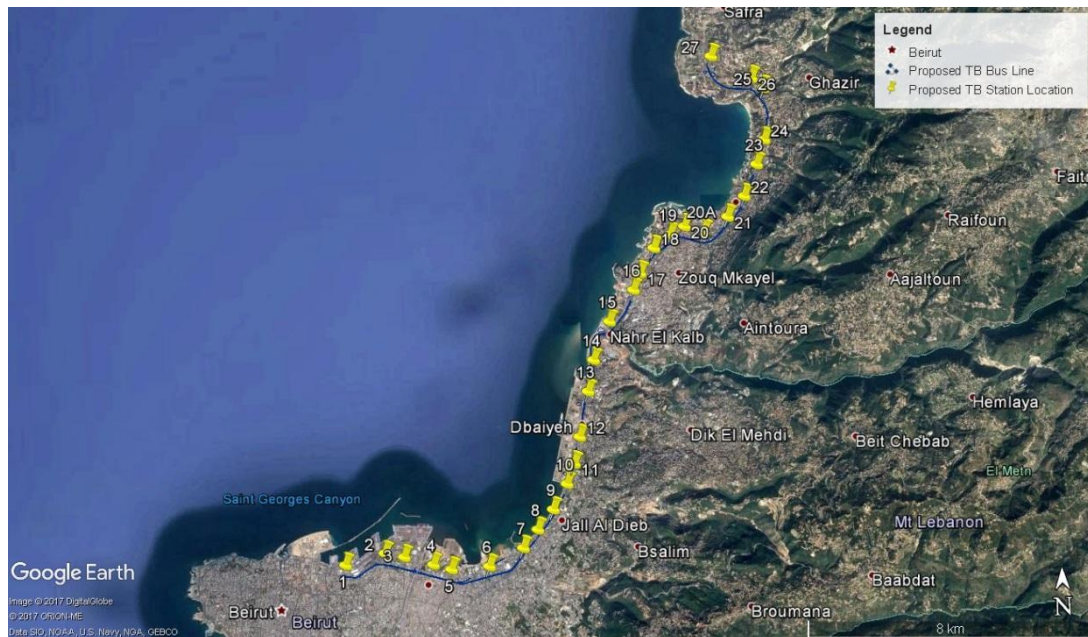 Safra
Legend
Beirut
Proposed TB Bus Line
Proposed TB Station Location
27
25
26
Ghazir
24
23
22
Raifoun
19
20A
20
21
18
16
17
Zouq Mkayel
Aajaltoun
15
Nahr El Kalb
Aintoura
14
13
Hemlaya
Dbaiyeh
12
Dik El Mehdi
Beit Chebab
10
11
El Metn
Saint Georges Canyon
9
8
Jall Al Dieb
Mt Lebanon
7
2
3
4
6
Bsalim
1
5
Baabdat
Google Earth
Image © 2017 DigitalGlobe
© 2017 ORION-ME
Data SIO, NOAA, U.S. Navy, NGA, GEBCO
Beirut
Beirut
Broumana
N
8 km